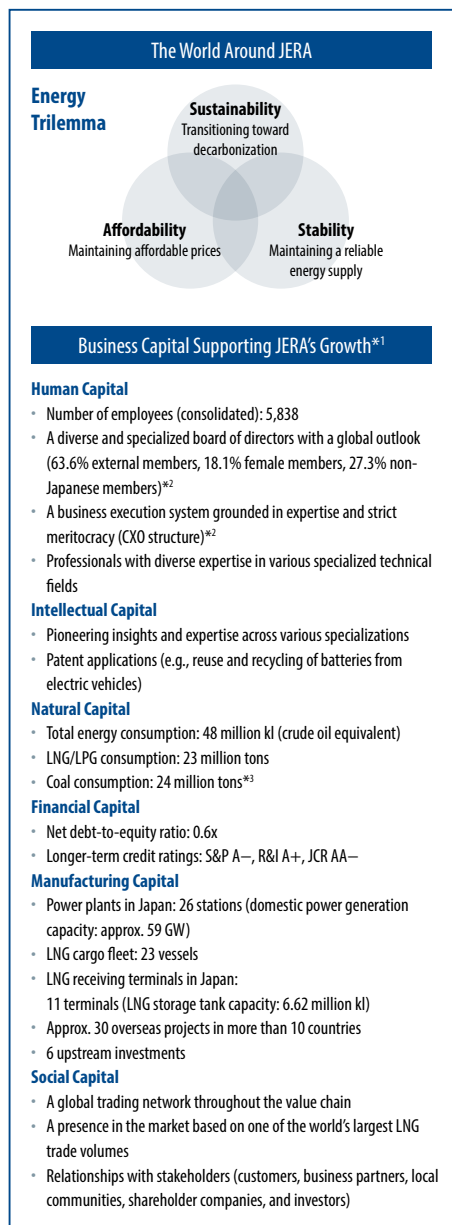 The World Around JERA
Energy
Trilemma
Sustainability
Transitioning toward
decarbonization
Affordability
Maintaining affordable prices
Stability
Maintaining a reliable
energy supply
Business Capital Supporting JERA's Growth*1
Human Capital
• Number of employees (consolidated): 5,838
• A diverse and specialized board of directors with a global outlook
(63.6% external members, 18.1% female members, 27.3% non-
Japanese members)*2
• A business execution system grounded in expertise and strict
meritocracy (CXO structure)*2
• Professionals with diverse expertise in various specialized technical
fields
Intellectual Capital
• Pioneering insights and expertise across various specializations
• Patent applications (e.g., reuse and recycling of batteries from
electric vehicles)
Natural Capital
• Total energy consumption: 48 million kl (crude oil equivalent)
• LNG/LPG consumption: 23 million tons
• Coal consumption: 24 million tons*3
Financial Capital
• Net debt-to-equity ratio: 0.6x
• Longer-term credit ratings: S&P A−, R&I A+, JCR AA−
Manufacturing Capital
• Power plants in Japan: 26 stations (domestic power generation
capacity: approx. 59 GW)
• LNG cargo fleet: 23 vessels
• LNG receiving terminals in Japan:
11 terminals (LNG storage tank capacity: 6.62 million kl)
• Approx. 30 overseas projects in more than 10 countries
• 6 upstream investments
Social Capital
• A global trading network throughout the value chain
• A presence in the market based on one of the world's largest LNG
trade volumes
• Relationships with stakeholders (customers, business partners, local
communities, shareholder companies, and investors)